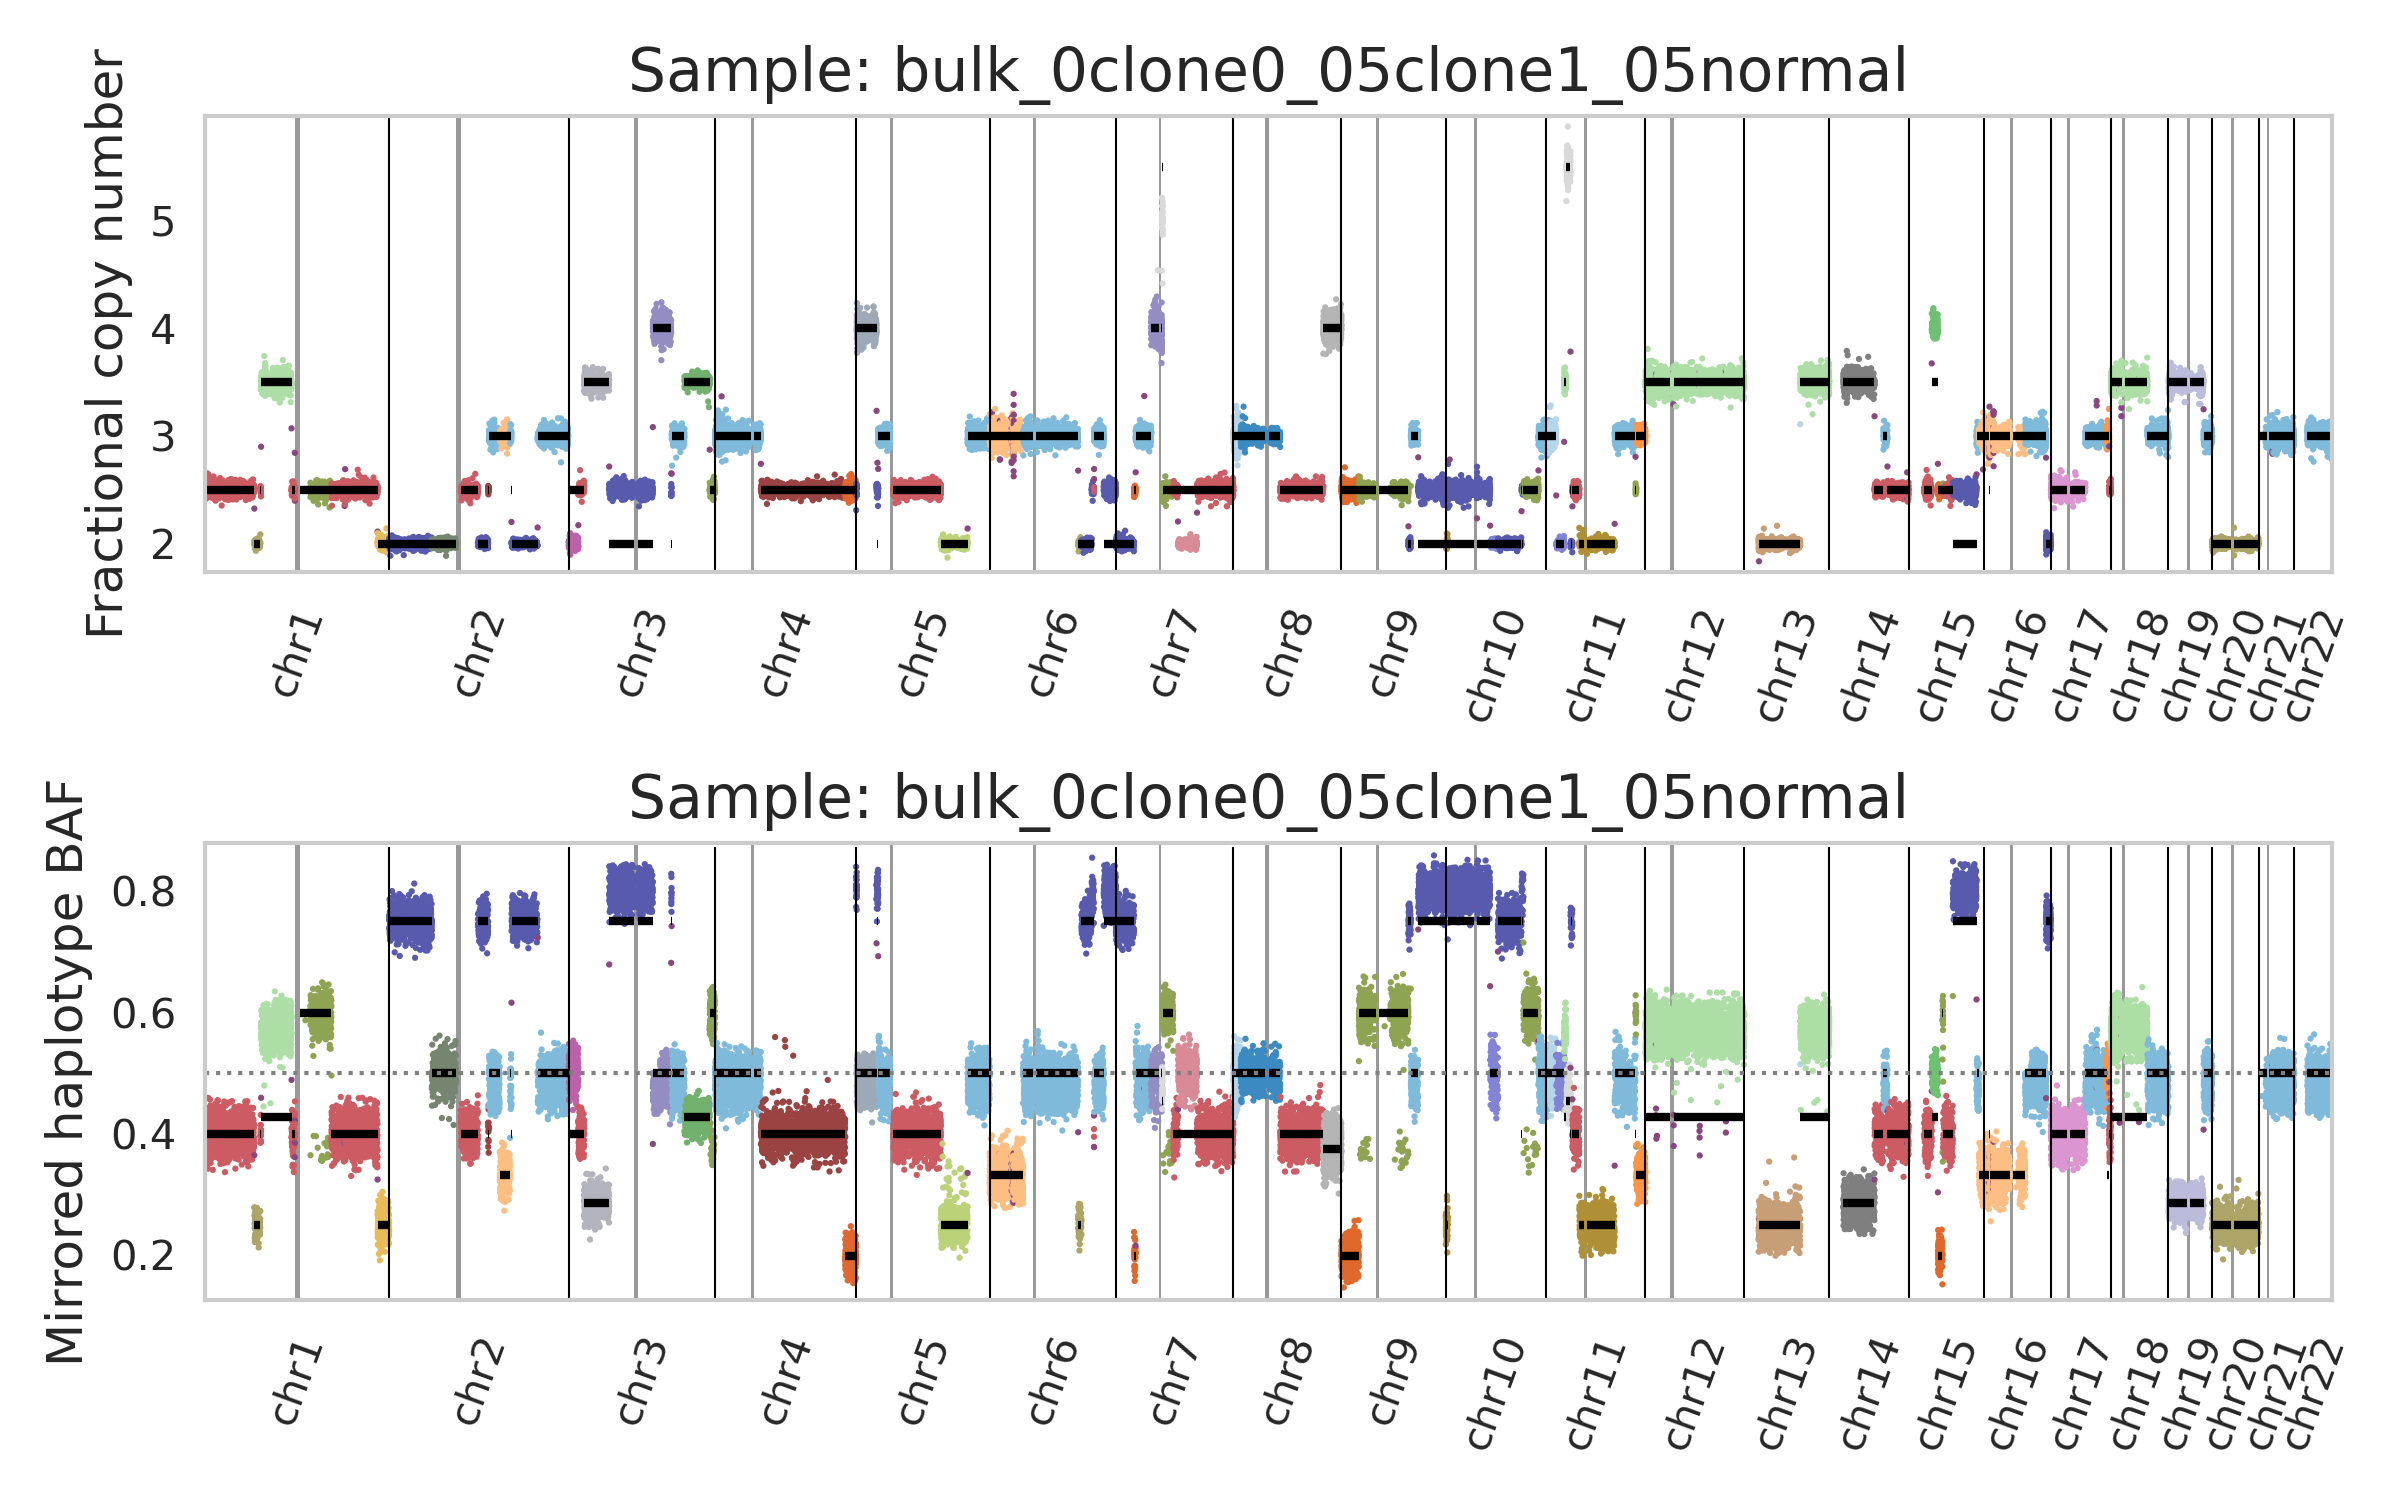 Sample: bulk_0clone0_05clone1_05normal
Fractional copy number
5
4
3
2
chr1
chr2
chr3
chr4
chr5
chr6
chr7
chr8
chr9
chr10
chr11
chr12
chr13
chr14
chr15
chr16
chr17
chr18
chr19
chr20
chr21
chr22
Sample: bulk_0clone0_05clone1_05normal
Mirrored haplotype BAF
0.8
0.6
0.4
0.2
chr1
chr2
chr3
chr4
chr5
chr6
chr7
chr8
chr9
chr10
chr11
chr12
chr13
chr14
chr15
chr16
chr17
chr18
chr19
chr20
chr21
chr22